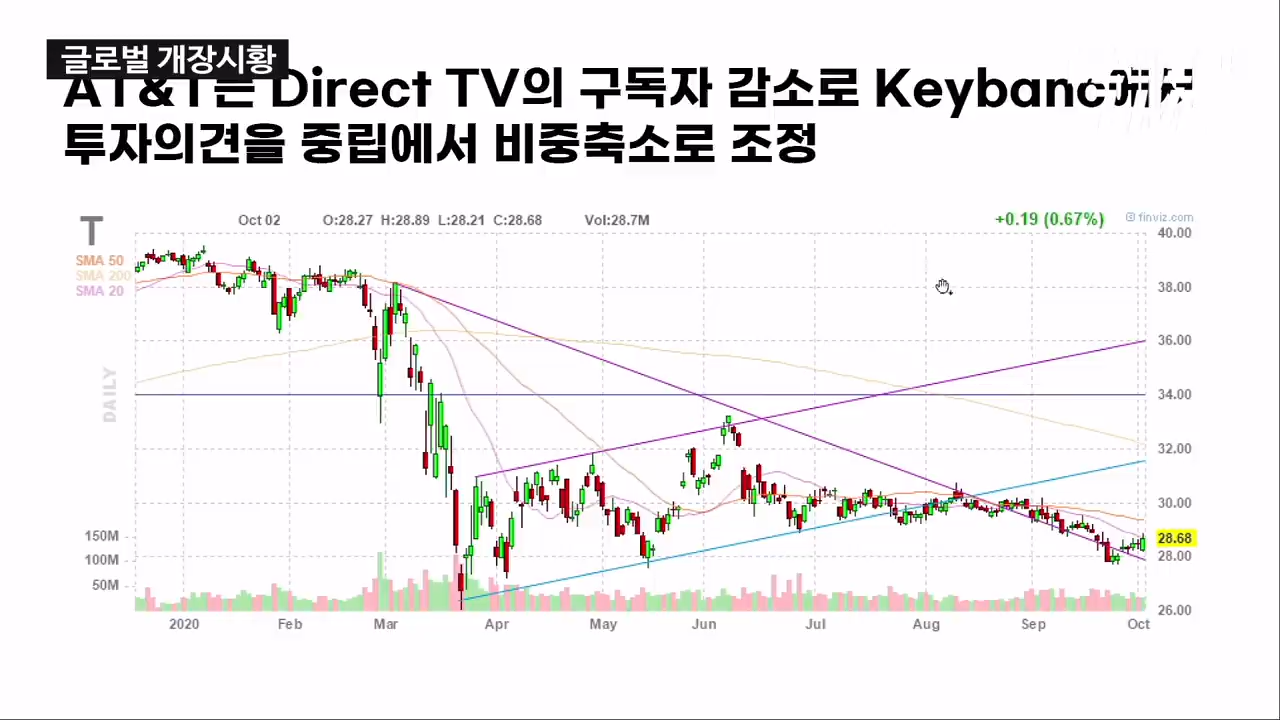 글로벌 개장시황
AT&T는 Direct TV의 구독자 감소로 Keybanc에서
투자의견을 중립에서 비중축소로 조정
T
Oct 02 O:28.27 H:28.89 L:28.21 C:28.68 Vol:28.7M +0.19 (0.67%) © finviz.com
SMA 50
SMA 200
SMA 20
DAILY
40.00
38.00
36.00
34.00
32.00
30.00
28.68
28.00
26.00
150M
100M
50M
2020 Feb Mar Apr May Jun Jul Aug Sep Oct